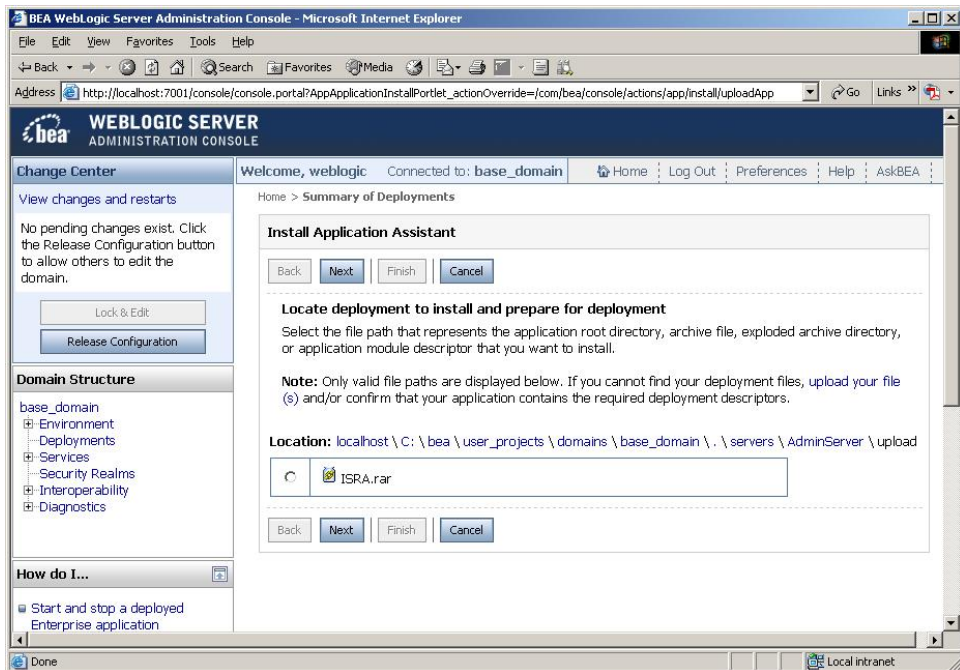 BEA WebLogic Server Administration Console - Microsoft Internet Explorer
File Edit View Favorites Tools Help
Back Search Favorites Media
Address http://localhost:7001/console/console.portal?AppApplicationInstallPortlet_actionOverride=/com/bea/console/actions/app/install/uploadApp Go Links »
bea WEBLOGIC SERVER
ADMINISTRATION CONSOLE
Change Center
View changes and restarts
No pending changes exist. Click
the Release Configuration button
to allow others to edit the
domain.
Lock & Edit
Release Configuration
Domain Structure
base_domain
Environment
Deployments
Services
Security Realms
Interoperability
Diagnostics
How do I...
Start and stop a deployed
Enterprise application
Welcome, weblogic Connected to: base_domain Home Log Out Preferences Help AskBEA
Home > Summary of Deployments
Install Application Assistant
Back Next Finish Cancel
Locate deployment to install and prepare for deployment
Select the file path that represents the application root directory, archive file, exploded archive directory,
or application module descriptor that you want to install.
Note: Only valid file paths are displayed below. If you cannot find your deployment files, upload your file
(s) and/or confirm that your application contains the required deployment descriptors.
Location: localhost \ C: \ bea \ user_projects \ domains \ base_domain \ . \ servers \ AdminServer \ upload
ISRA.rar
Back Next Finish Cancel
Done Local intranet